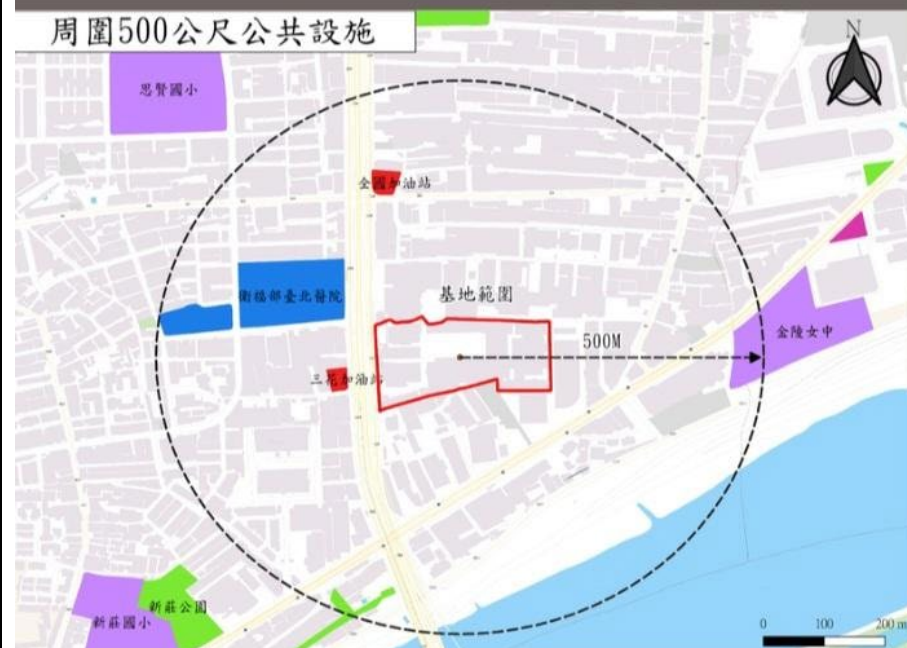 周圍500公尺公共設施
N
思賢國小
全國加油站
衛福部臺北醫院
基地範圍
500M
金陵女中
三花加油站
新莊公園
新莊國小
0 100 200 m